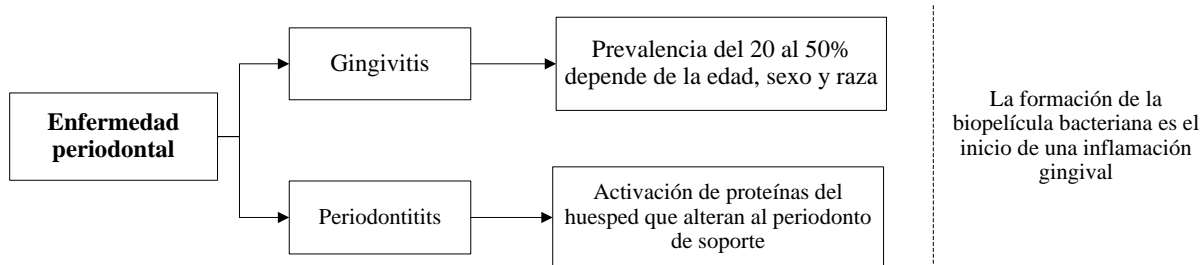 Enfermedad
periodontal
Gingivitis
Prevalencia del 20 al 50%
depende de la edad, sexo y raza
Periodontitits
Activación de proteínas del
huesped que alteran al periodonto
de soporte
La formación de la
biopelícula bacteriana es el
inicio de una inflamación
gingival